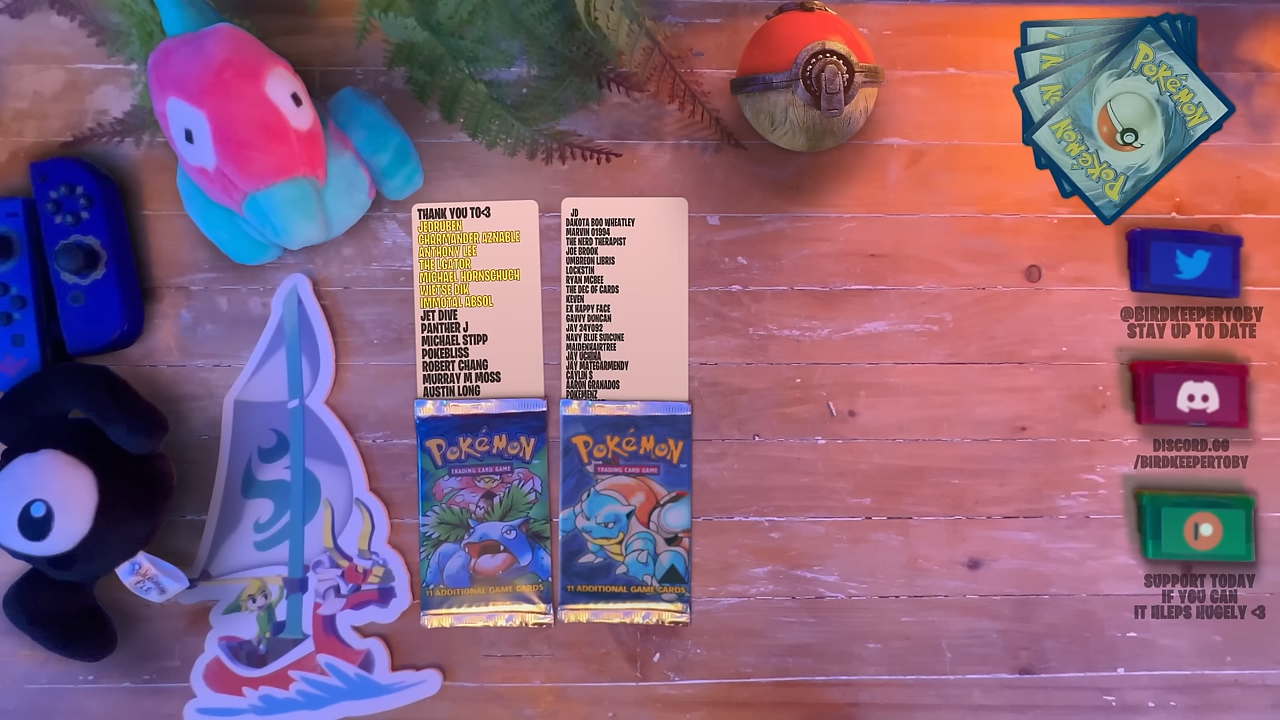 THANK YOU TO<3
JEDRUBEN
CHARMANDER AZNABLE
ANTHONY LEE
THE LGATOR
MICHAEL HORNSCHUCH
WIETSE DIK
IMMOTAL ABSOL
JET DIVE
PANTHER J
MICHAEL STIPP
POKEBLISS
ROBERT CHANG
MURRAY M MOSS
AUSTIN LONG
JD
DAKOTA BOO WHEATLEY
MARVIN 01994
THE NERD THERAPIST
JOE BROOK
UMBREON LIBRIS
LOCKSTIN
RYAN MCBEE
THE DEC OF CARDS
KEVEN
EX HAPPY FACE
GAVVY DUNCAN
JAY 24Y092
NAVY BLUE SUICUNE
MAIDENHAIRTREE
JAY UCHIHA
JAY MATEGARMENDY
CAYLIN S
AARON GRANADOS
POKEMENZ
POKéMON
TRADING CARD GAME
11 ADDITIONAL GAME CARDS
POKéMON
TRADING CARD GAME
11 ADDITIONAL GAME CARDS
POKéMON
POKéMON
@BIRDKEEPERTOBY
STAY UP TO DATE
DISCORD.GG
/BIRDKEEPERTOBY
SUPPORT TODAY
IF YOU CAN
IT HLEPS HUGELY <3